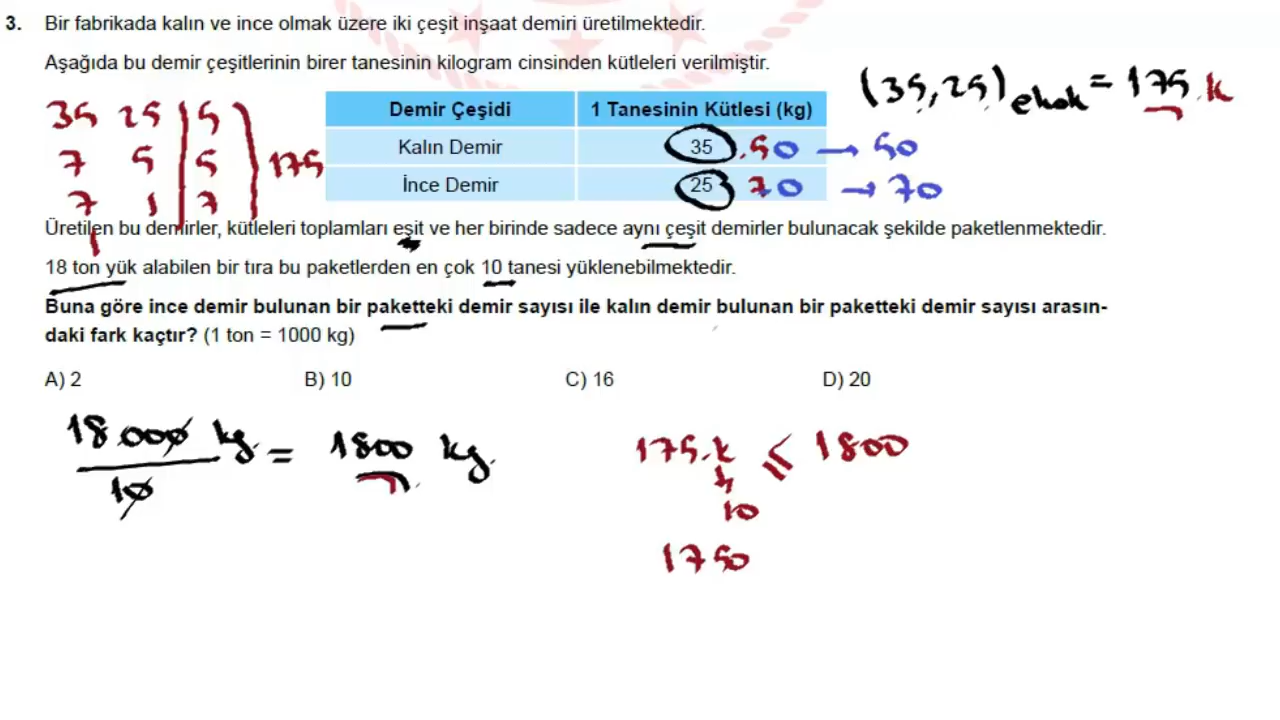 3. Bir fabrikada kalın ve ince olmak üzere iki çeşit inşaat demiri üretilmektedir.
Aşağıda bu demir çeşitlerinin birer tanesinin kilogram cinsinden kütleleri verilmiştir.
(35,25)ekok = 175.k
35 25 | 5
7 5 | 5
7 1 | 7
1
175
Demir Çeşidi 1 Tanesinin Kütlesi (kg)
Kalın Demir 35 .50 → 50
İnce Demir 25 70 → 70
Üretilen bu demirler, kütleleri toplamları eşit ve her birinde sadece aynı çeşit demirler bulunacak şekilde paketlenmektedir.
18 ton yük alabilen bir tıra bu paketlerden en çok 10 tanesi yüklenebilmektedir.
Buna göre ince demir bulunan bir paketteki demir sayısı ile kalın demir bulunan bir paketteki demir sayısı arasın-
daki fark kaçtır? (1 ton = 1000 kg)
A) 2 B) 10 C) 16 D) 20
18.000 kg. = 1800 kg.
10
175.k ≤ 1800
10
1750